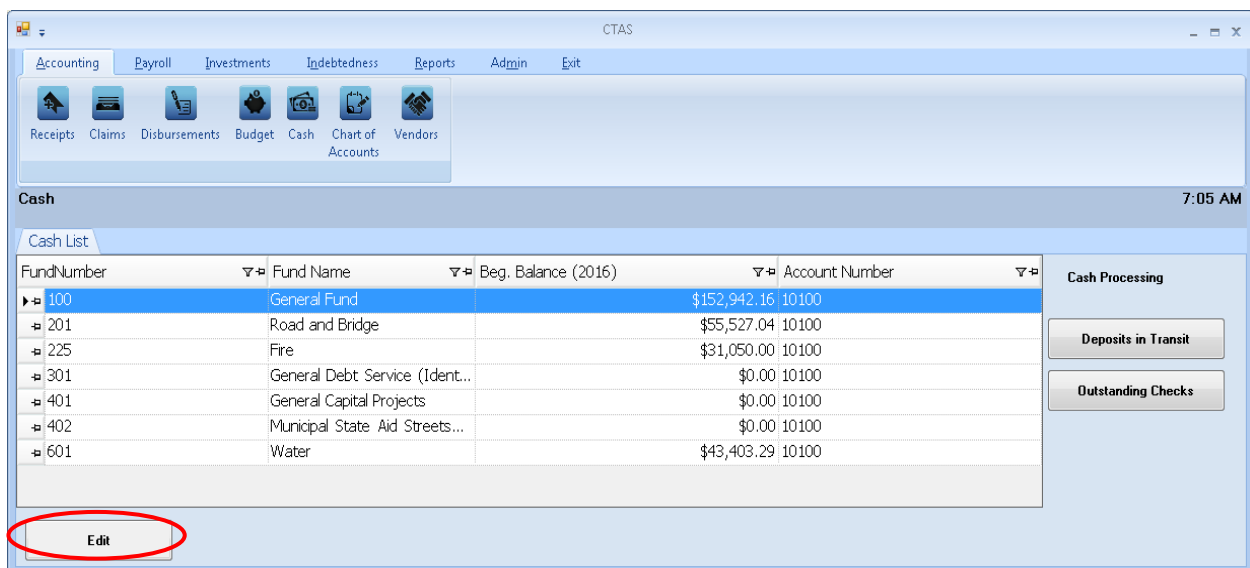 CTAS
Accounting Payroll Investments Indebtedness Reports Admin Exit
Receipts Claims Disbursements Budget Cash Chart of Accounts Vendors
Cash 7:05 AM
Cash List
FundNumber Fund Name Beg. Balance (2016) Account Number
Cash Processing
100 General Fund $152,942.16 10100
201 Road and Bridge $55,527.04 10100
Deposits in Transit
225 Fire $31,050.00 10100
301 General Debt Service (Ident... $0.00 10100
Outstanding Checks
401 General Capital Projects $0.00 10100
402 Municipal State Aid Streets... $0.00 10100
601 Water $43,403.29 10100
Edit